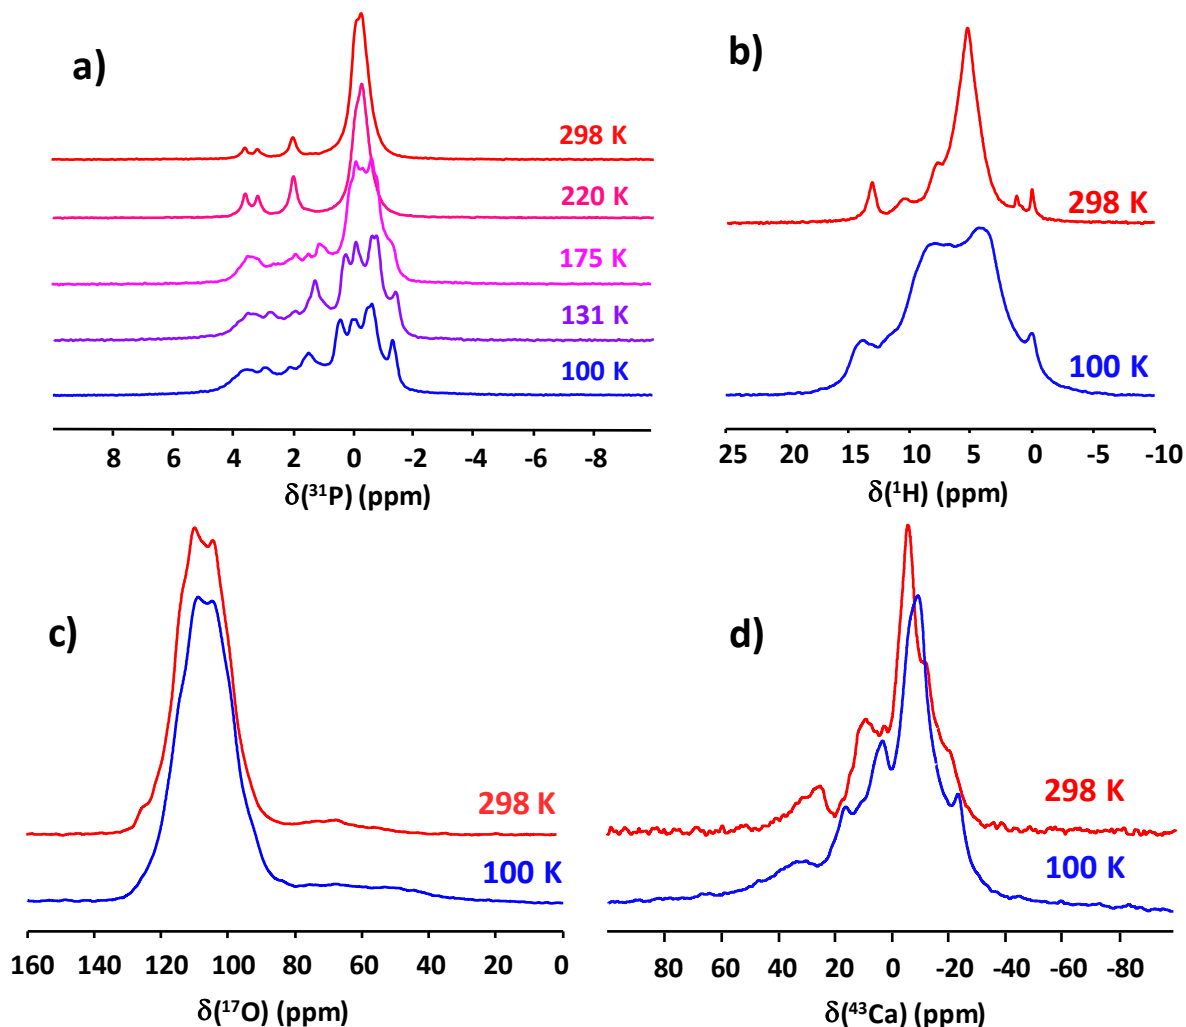 a)
298 K
220 K
175 K
131 K
100 K
8 6 4 2 0 -2 -4 -6 -8
δ(³¹P) (ppm)
b)
298 K
100 K
25 20 15 10 5 0 -5 -10
δ(¹H) (ppm)
c)
298 K
100 K
160 140 120 100 80 60 40 20 0
δ(¹⁷O) (ppm)
d)
298 K
100 K
80 60 40 20 0 -20 -40 -60 -80
δ(⁴³Ca) (ppm)